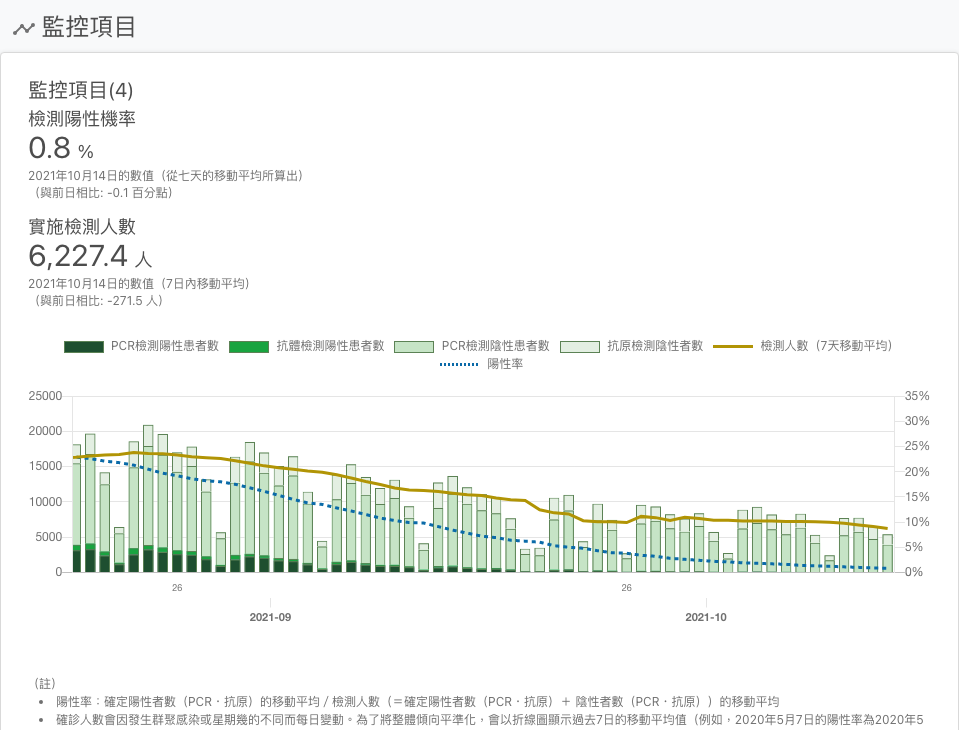 監控項目
監控項目(4)
檢測陽性機率
0.8 %
2021年10月14日的數值（從七天的移動平均所算出）
（與前日相比: -0.1 百分點）
實施檢測人數
6,227.4 人
2021年10月14日的數值（7日內移動平均）
（與前日相比: -271.5 人）
PCR檢測陽性患者數 抗體檢測陽性患者數 PCR檢測陰性患者數 抗原檢測陰性者數 檢測人數（7天移動平均）
陽性率
25000 35%
30%
20000
25%
15000 20%
15%
10000
10%
5000
5%
0 0%
26 26
2021-09 2021-10
（註）
• 陽性率：確定陽性者數（PCR・抗原）的移動平均 / 檢測人數（＝確定陽性者數（PCR・抗原）＋ 陰性者數（PCR・抗原））的移動平均
• 確診人數會因發生群聚感染或星期幾的不同而每日變動。為了將整體傾向平準化，會以折線圖顯示過去7日的移動平均值（例如，2020年5月7日的陽性率為2020年5